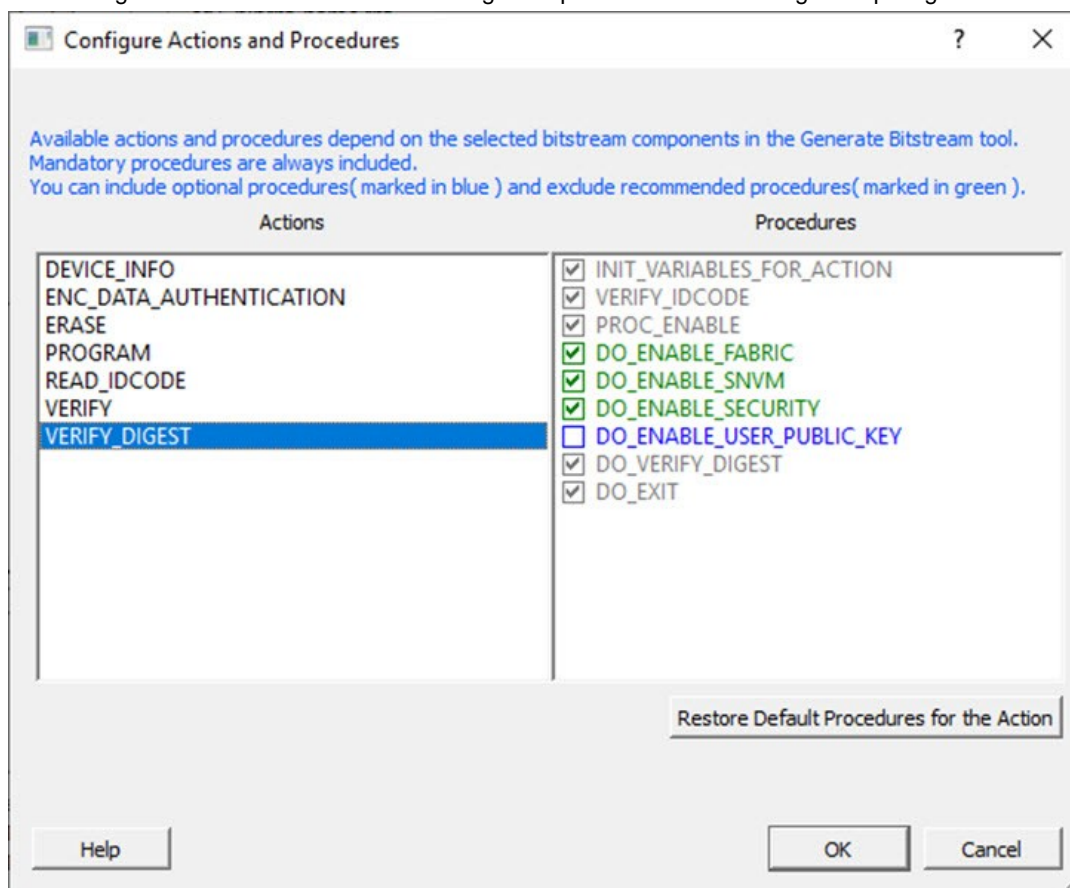 Configure Actions and Procedures
?
Available actions and procedures depend on the selected bitstream components in the Generate Bitstream tool.
Mandatory procedures are always included.
You can include optional procedures( marked in blue ) and exclude recommended procedures( marked in green ).
Actions
Procedures
DEVICE_INFO
ENC_DATA_AUTHENTICATION
ERASE
PROGRAM
READ_IDCODE
VERIFY
VERIFY_DIGEST
INIT_VARIABLES_FOR_ACTION
VERIFY_IDCODE
PROC_ENABLE
DO_ENABLE_FABRIC
DO_ENABLE_SNVM
DO_ENABLE_SECURITY
DO_ENABLE_USER_PUBLIC_KEY
DO_VERIFY_DIGEST
DO_EXIT
Restore Default Procedures for the Action
Help
OK
Cancel